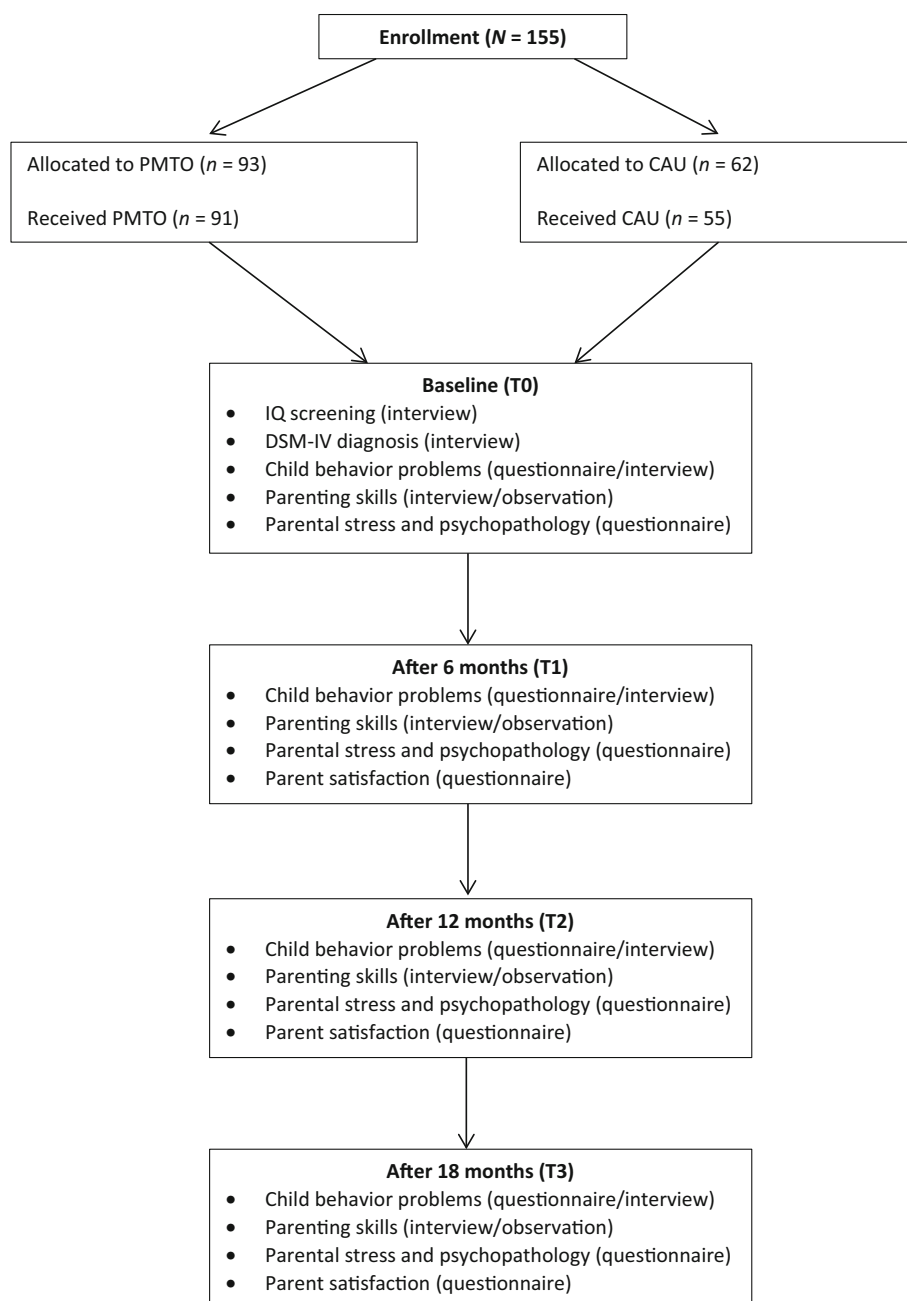 Enrollment (N = 155)
Allocated to PMTO (n = 93)
Received PMTO (n = 91)
Allocated to CAU (n = 62)
Received CAU (n = 55)
Baseline (T0)
• IQ screening (interview)
• DSM-IV diagnosis (interview)
• Child behavior problems (questionnaire/interview)
• Parenting skills (interview/observation)
• Parental stress and psychopathology (questionnaire)
After 6 months (T1)
• Child behavior problems (questionnaire/interview)
• Parenting skills (interview/observation)
• Parental stress and psychopathology (questionnaire)
• Parent satisfaction (questionnaire)
After 12 months (T2)
• Child behavior problems (questionnaire/interview)
• Parenting skills (interview/observation)
• Parental stress and psychopathology (questionnaire)
• Parent satisfaction (questionnaire)
After 18 months (T3)
• Child behavior problems (questionnaire/interview)
• Parenting skills (interview/observation)
• Parental stress and psychopathology (questionnaire)
• Parent satisfaction (questionnaire)